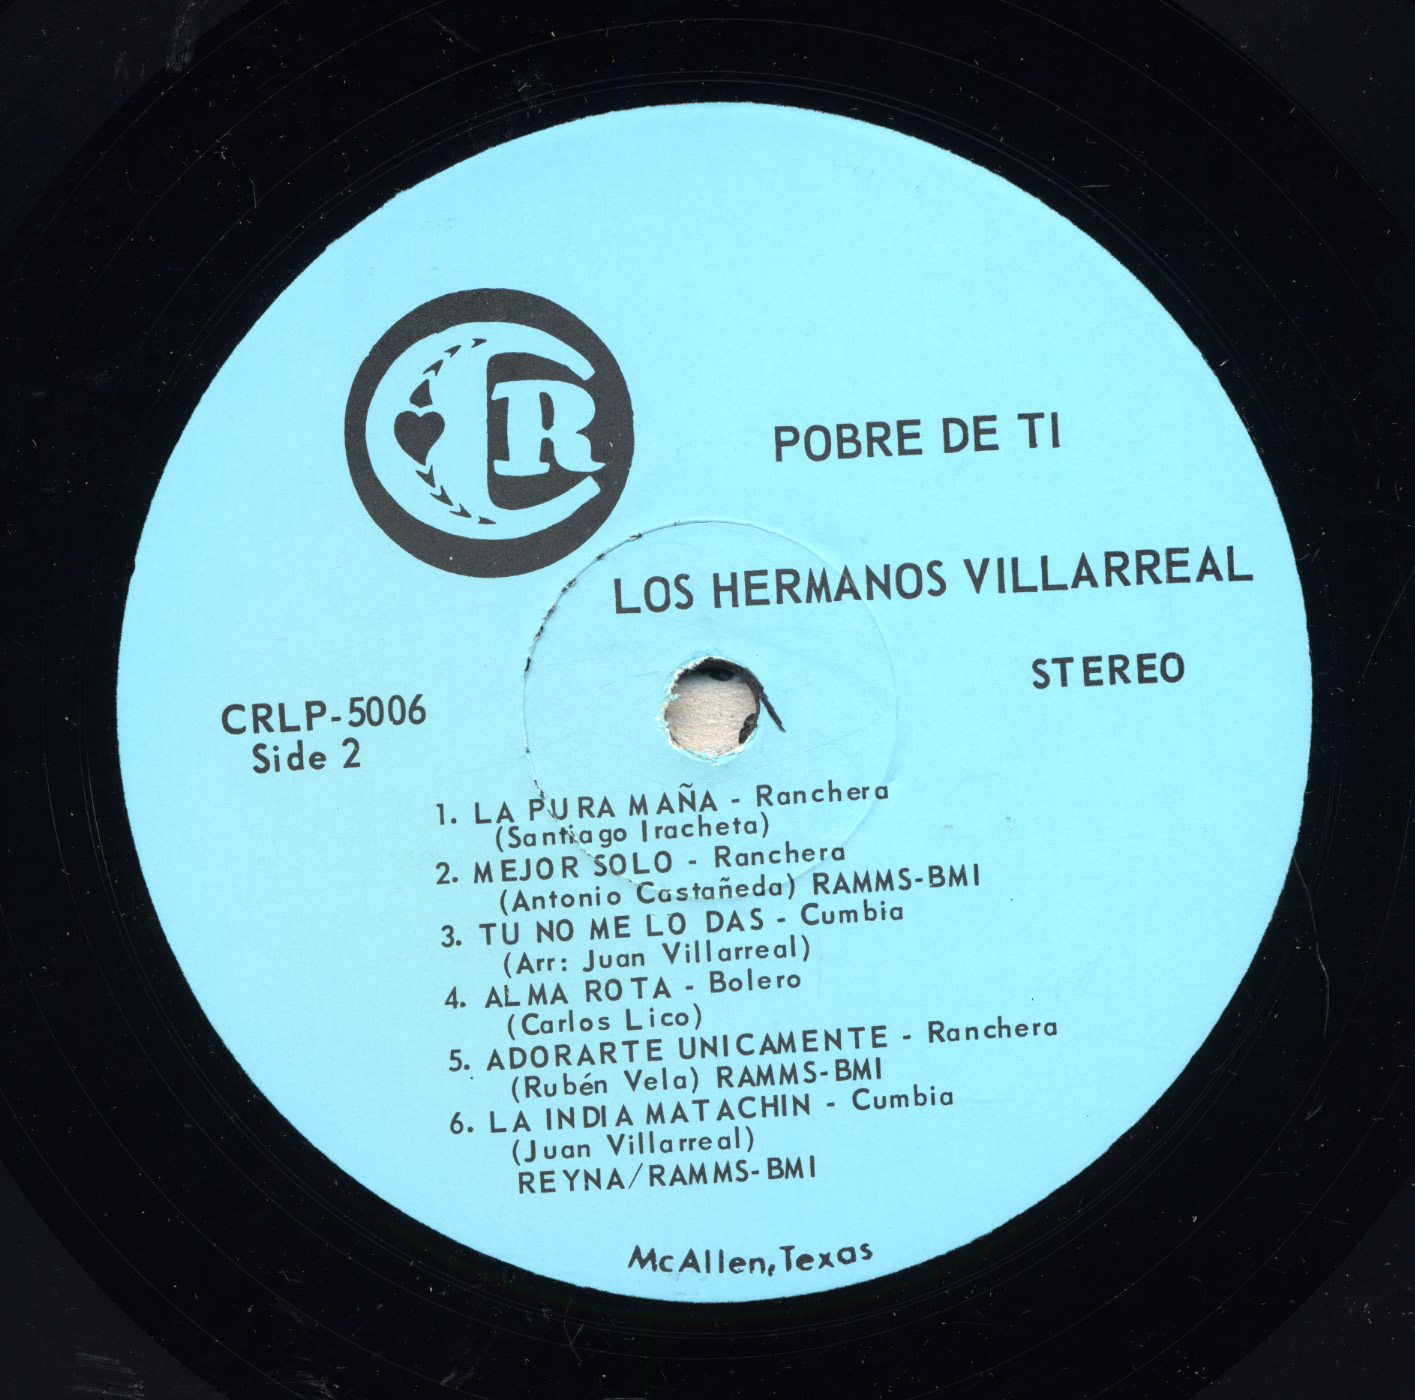 CR
POBRE DE TI
LOS HERMANOS VILLARREAL
STEREO
CRLP-5006
Side 2
1. LA PURA MAÑA - Ranchera
(Santiago Iracheta)
2. MEJOR SOLO - Ranchera
(Antonio Castañeda) RAMMS-BMI
3. TU NO ME LO DAS - Cumbia
(Arr: Juan Villarreal)
4. ALMA ROTA - Bolero
(Carlos Lico)
5. ADORARTE UNICAMENTE - Ranchera
(Rubén Vela) RAMMS-BMI
6. LA INDIA MATACHIN - Cumbia
(Juan Villarreal)
REYNA/RAMMS-BMI
McAllen, Texas